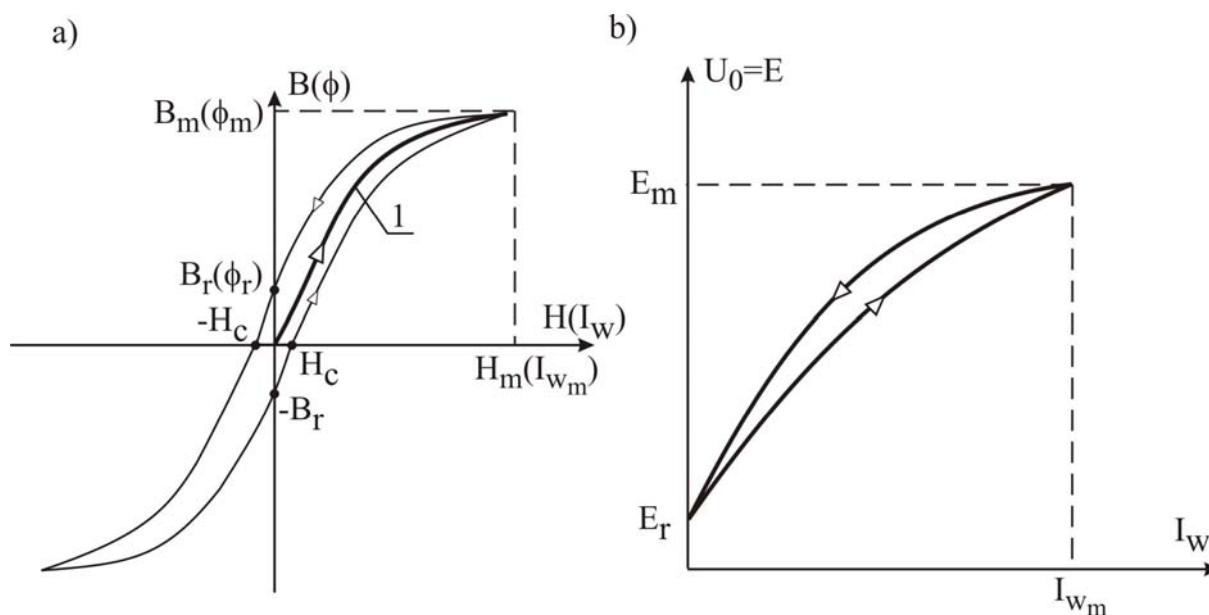 a)
B(ϕ)
Bm(ϕm)
1
Br(ϕr)
-Hc
H(Iw)
Hc
Hm(Iwm)
-Br
b)
U0=E
Em
Er
Iw
Iwm